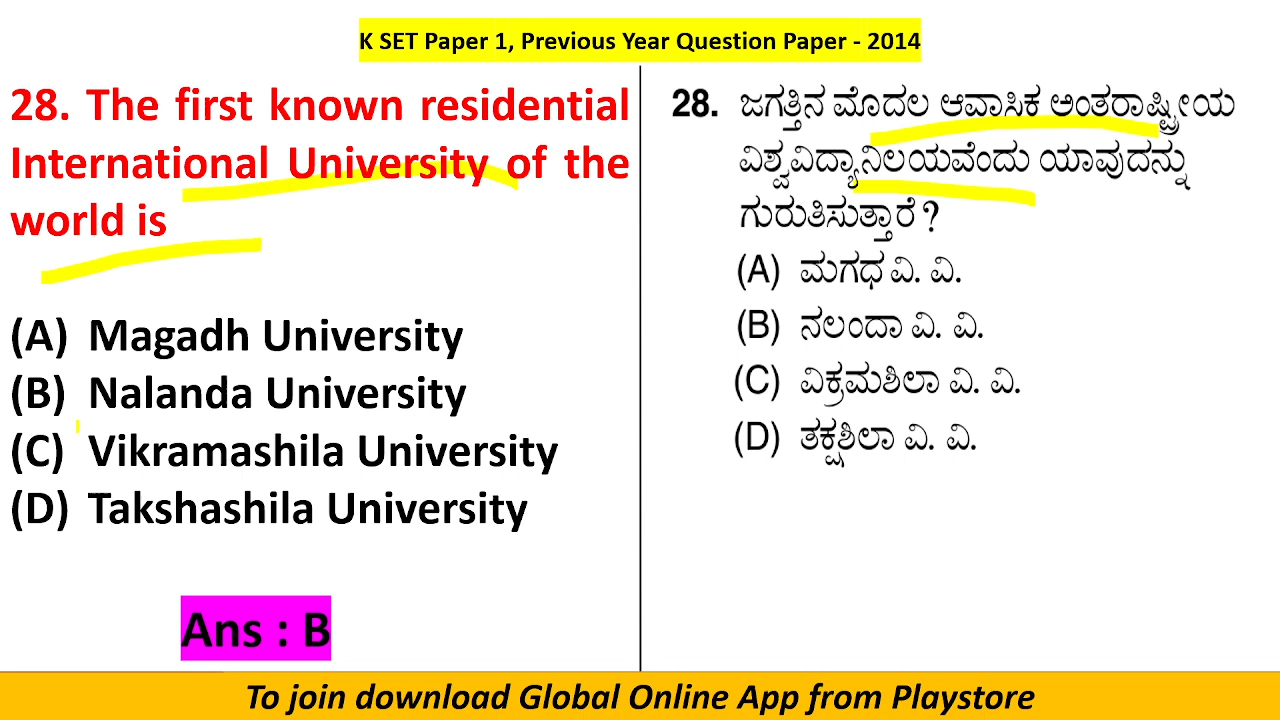 K SET Paper 1, Previous Year Question Paper - 2014
28. The first known residential
International University of the
world is
(A) Magadh University
(B) Nalanda University
(C) Vikramashila University
(D) Takshashila University
Ans : B
28. ಜಗತ್ತಿನ ಮೊದಲ ಆವಾಸಿಕ ಅಂತರಾಷ್ಟ್ರೀಯ
ವಿಶ್ವವಿದ್ಯಾನಿಲಯವೆಂದು ಯಾವುದನ್ನು
ಗುರುತಿಸುತ್ತಾರೆ ?
(A) ಮಗಧ ವಿ. ವಿ.
(B) ನಲಂದಾ ವಿ. ವಿ.
(C) ವಿಕ್ರಮಶಿಲಾ ವಿ. ವಿ.
(D) ತಕ್ಷಶಿಲಾ ವಿ. ವಿ.
To join download Global Online App from Playstore